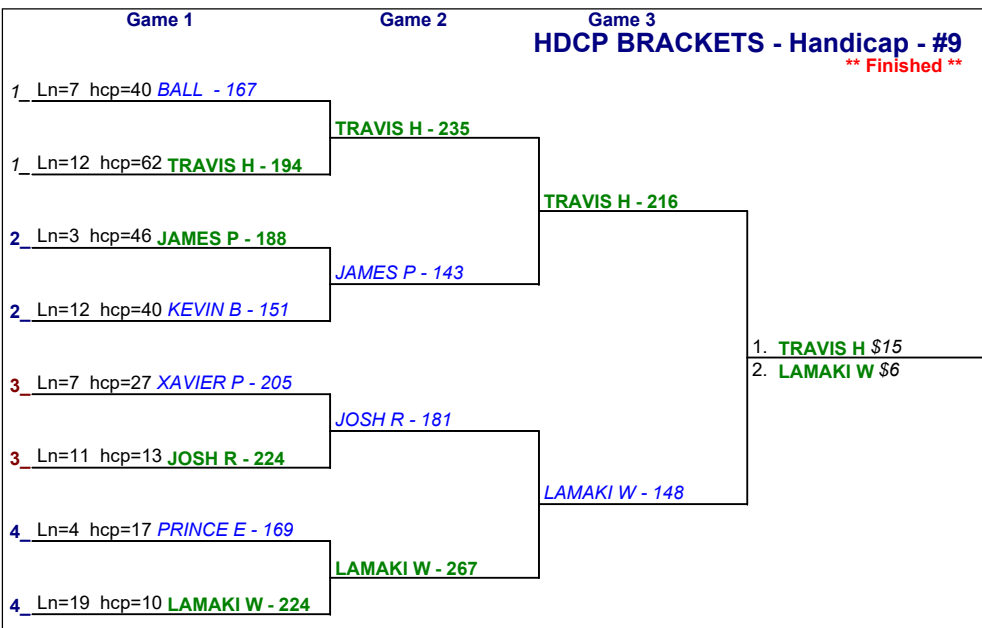 Game 1 Game 2 Game 3
HDCP BRACKETS - Handicap - #9
** Finished **
1_ Ln=7 hcp=40 BALL - 167
TRAVIS H - 235
1_ Ln=12 hcp=62 TRAVIS H - 194
TRAVIS H - 216
2_ Ln=3 hcp=46 JAMES P - 188
JAMES P - 143
2_ Ln=12 hcp=40 KEVIN B - 151
1. TRAVIS H $15
2. LAMAKI W $6
3_ Ln=7 hcp=27 XAVIER P - 205
JOSH R - 181
3_ Ln=11 hcp=13 JOSH R - 224
LAMAKI W - 148
4_ Ln=4 hcp=17 PRINCE E - 169
LAMAKI W - 267
4_ Ln=19 hcp=10 LAMAKI W - 224